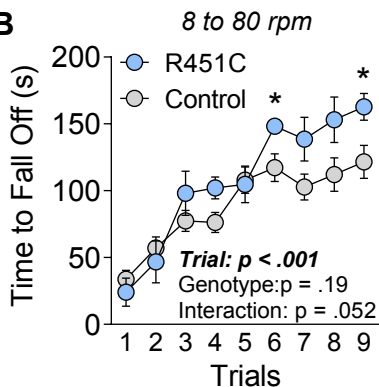 B
8 to 80 rpm
Time to Fall Off (s)
200
150
100
50
0
R451C
Control
*
*
Trial: p < .001
Genotype:p = .19
Interaction: p = .052
1 2 3 4 5 6 7 8 9
Trials